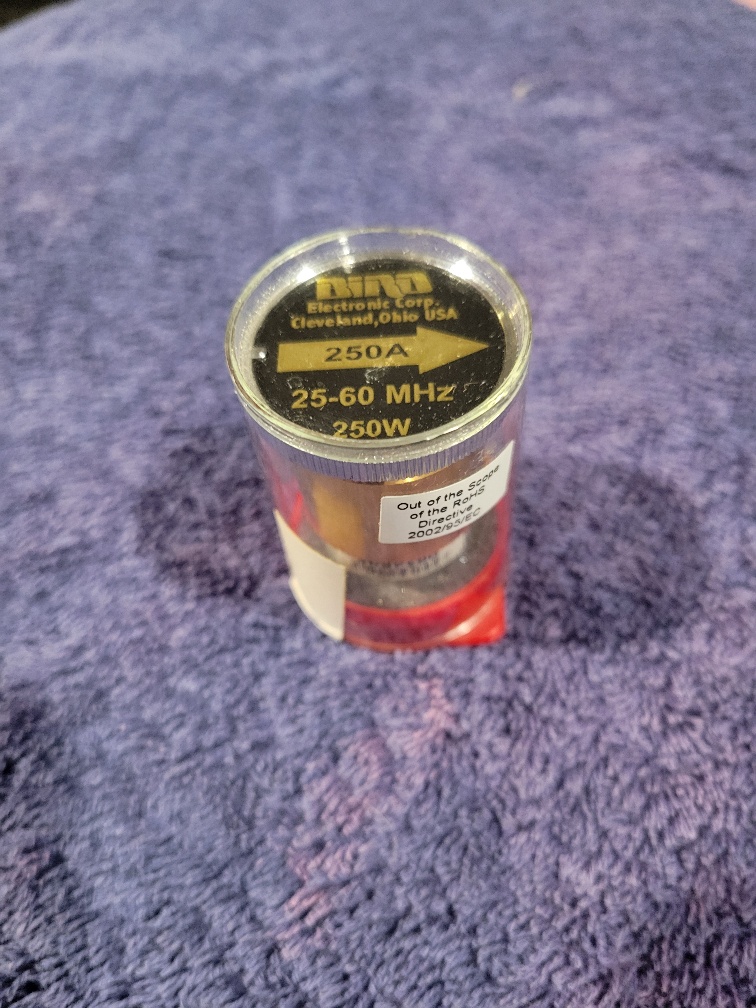 BIRD
Electronic Corp.
Cleveland,Ohio USA
250A
25-60 MHz
250W
Out of the Scope
of the RoHS
Directive
2002/95/EC